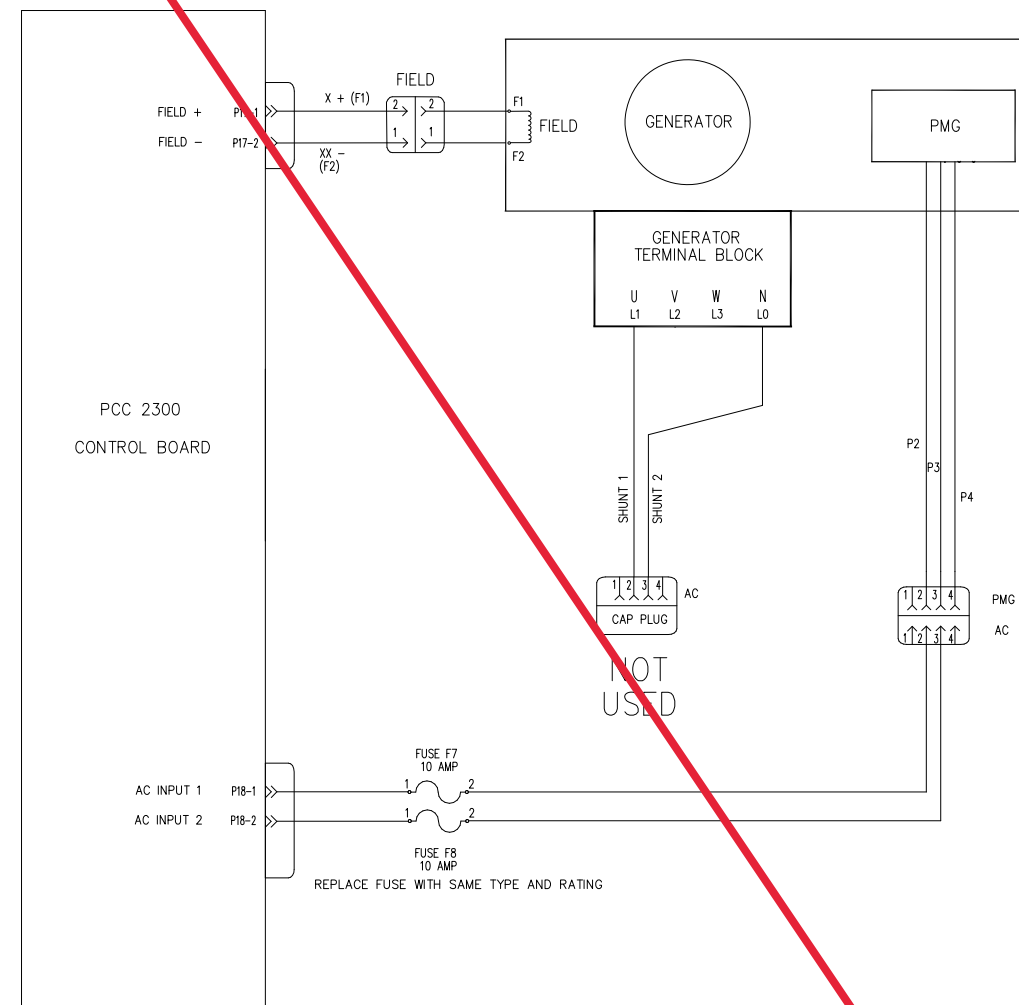 FIELD
FIELD + P17-1 X + (F1) 2 2 F1
FIELD
GENERATOR
PMG
FIELD – P17-2 XX – 1 1 F2
(F2)
GENERATOR
TERMINAL BLOCK
U V W N
L1 L2 L3 L0
PCC 2300
CONTROL BOARD
P2
P3
P4
SHUNT 1
SHUNT 2
1 2 3 4
AC
CAP PLUG
NOT
USED
1 2 3 4
PMG
1 2 3 4
AC
FUSE F7
10 AMP
AC INPUT 1 P18-1 1 2
AC INPUT 2 P18-2 1 2
FUSE F8
10 AMP
REPLACE FUSE WITH SAME TYPE AND RATING